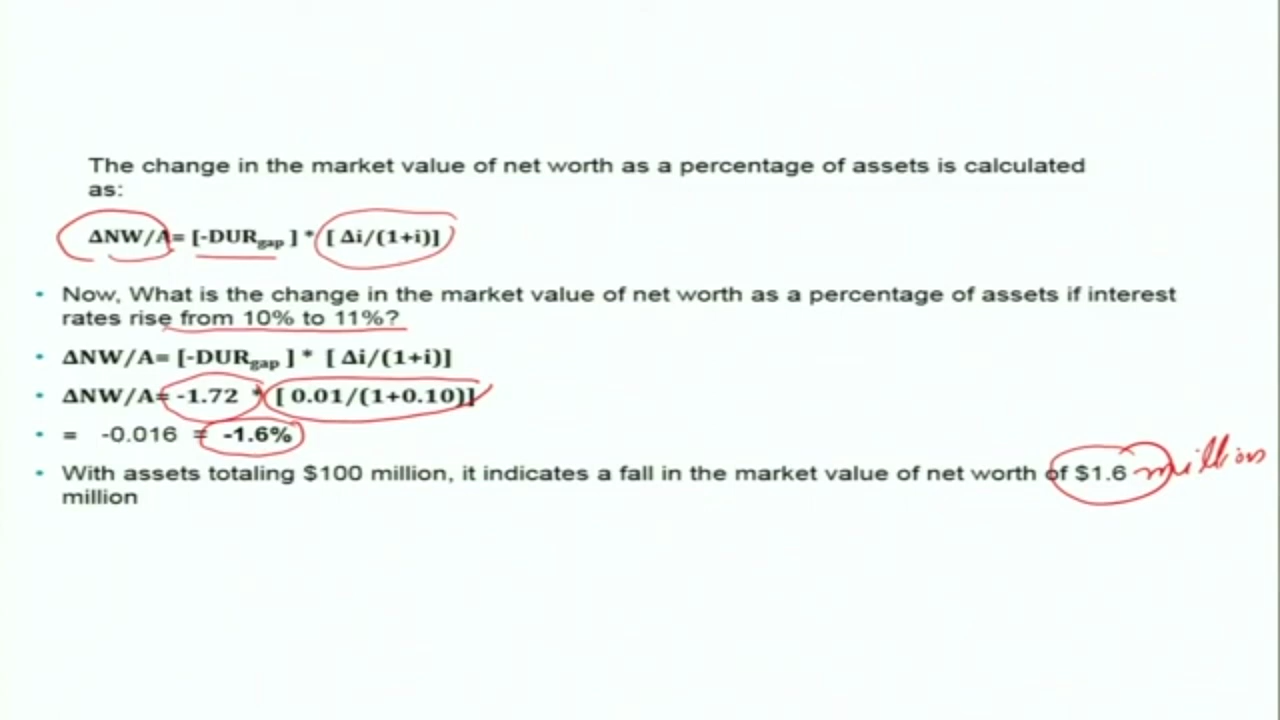 The change in the market value of net worth as a percentage of assets is calculated
as:
ΔNW/A= [-DURgap ] * [ Δi/(1+i)]
• Now, What is the change in the market value of net worth as a percentage of assets if interest
rates rise from 10% to 11%?
• ΔNW/A= [-DURgap ] * [ Δi/(1+i)]
• ΔNW/A= -1.72 * [ 0.01/(1+0.10)]
• = -0.016 = -1.6%
• With assets totaling $100 million, it indicates a fall in the market value of net worth of $1.6 million
million